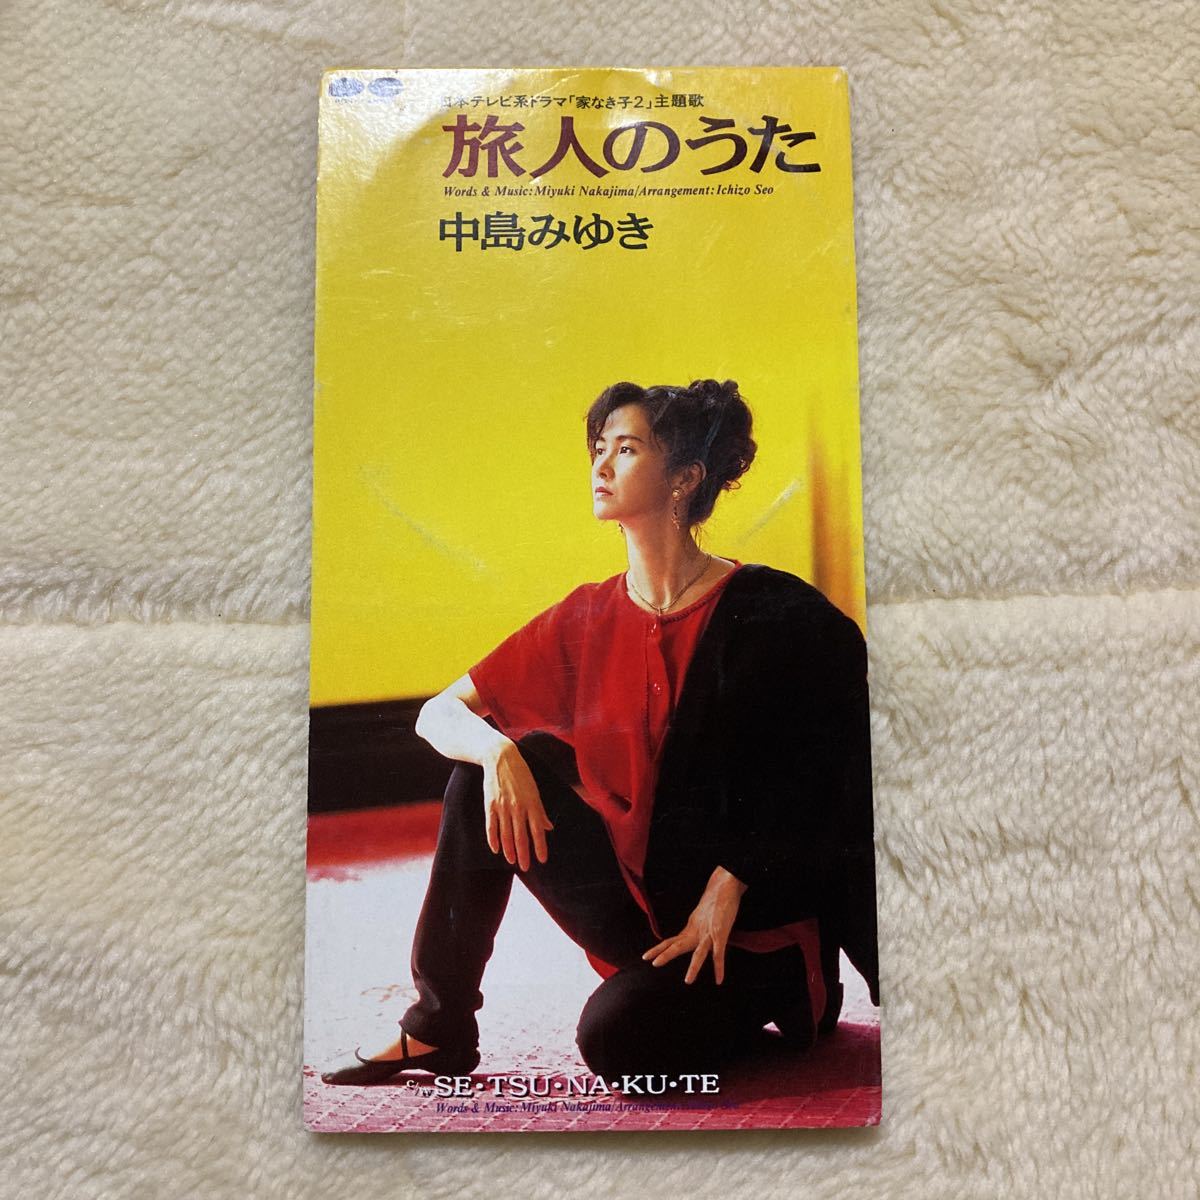 日本テレビ系ドラマ「家なき子2」主題歌
旅人のうた
Words & Music: Miyuki Nakajima/Arrangement: Ichizo Seo
中島みゆき
c/w SE・TSU・NA・KU・TE
Words & Music: Miyuki Nakajima/Arrangement: Seo